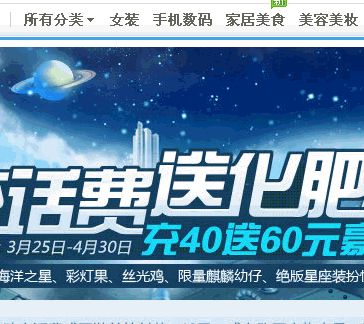 所有分类 女装 手机数码 家居美食 美容美妆
话费送化肥
3月25日-4月30日 充40送60元
海洋之星、彩灯果、丝光鸡、限量麒麟幼仔、绝版星座装扮